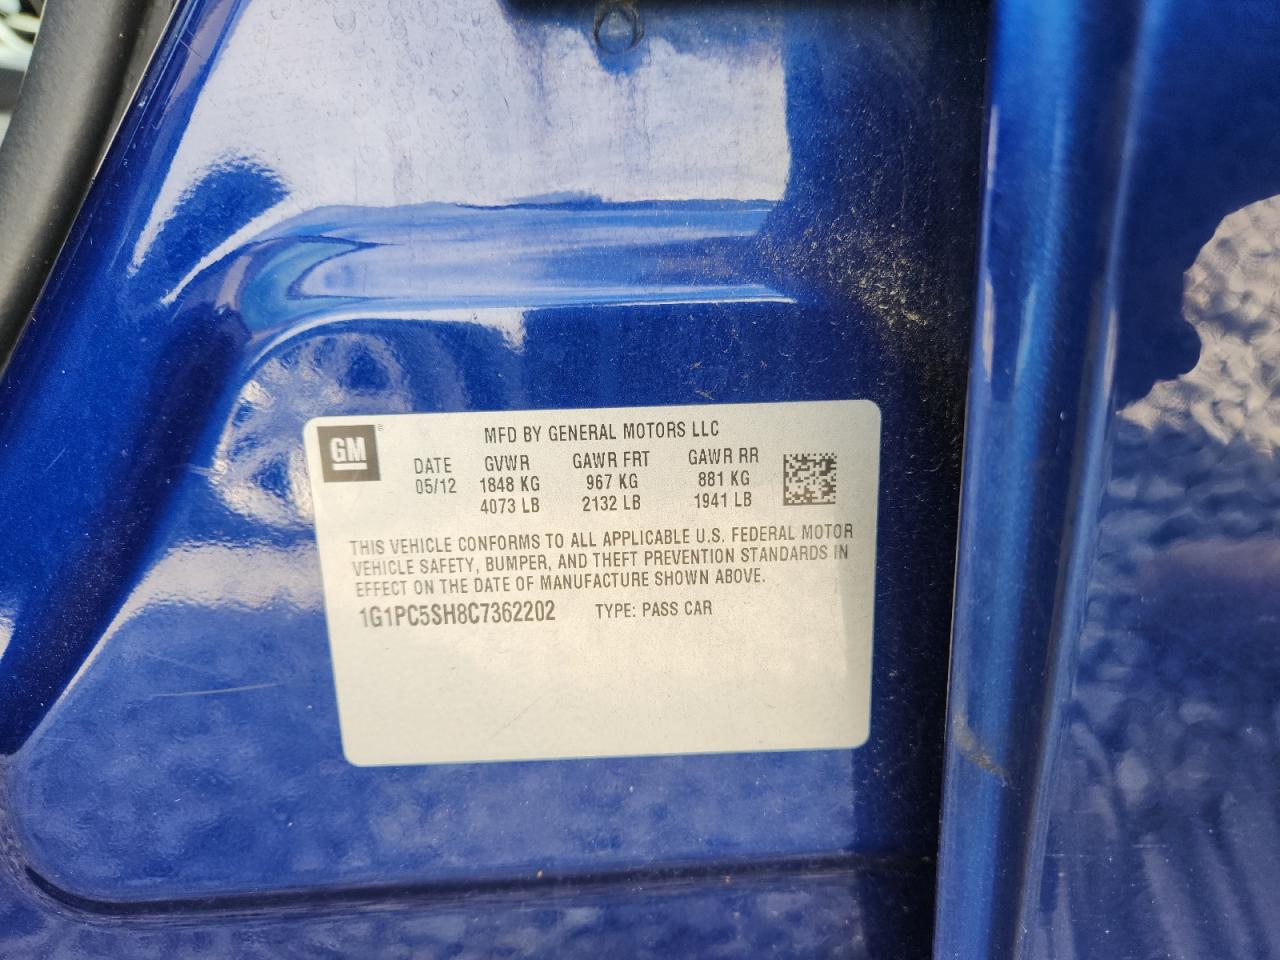 GM
MFD BY GENERAL MOTORS LLC
DATE GVWR GAWR FRT GAWR RR
05/12 1848 KG 967 KG 881 KG
4073 LB 2132 LB 1941 LB
THIS VEHICLE CONFORMS TO ALL APPLICABLE U.S. FEDERAL MOTOR
VEHICLE SAFETY, BUMPER, AND THEFT PREVENTION STANDARDS IN
EFFECT ON THE DATE OF MANUFACTURE SHOWN ABOVE.
1G1PC5SH8C7362202 TYPE: PASS CAR